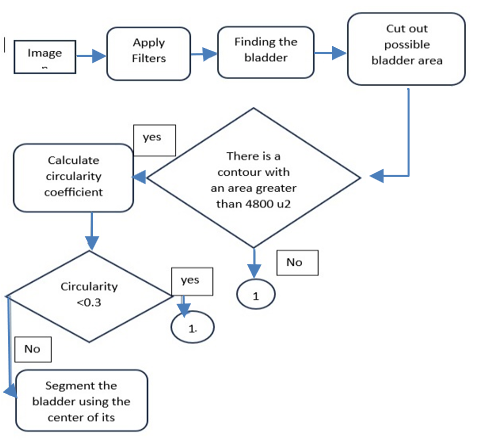 Image
Apply
Filters
Finding the
bladder
Cut out
possible
bladder area
yes
There is a
contour with
an area greater
than 4800 u2
Calculate
circularity
coefficient
No
1
Circularity
<0.3
yes
1.
No
Segment the
bladder using the
center of its